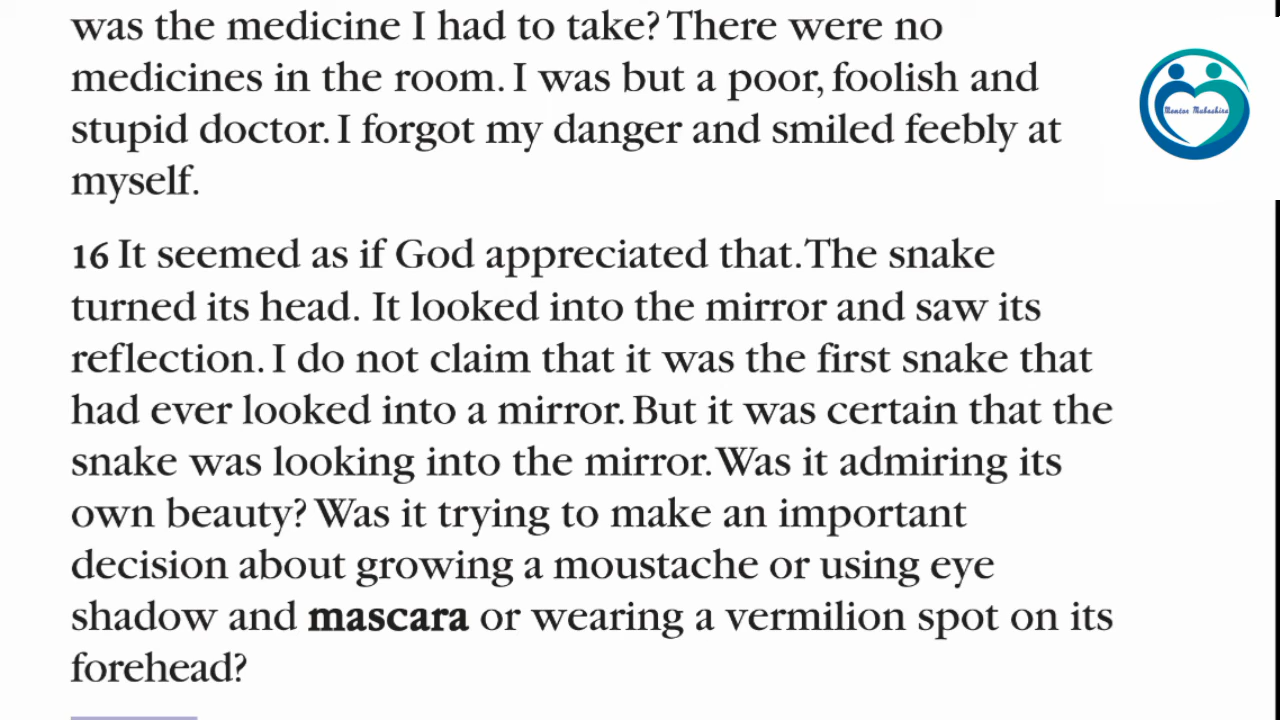 was the medicine I had to take? There were no
medicines in the room. I was but a poor, foolish and
stupid doctor. I forgot my danger and smiled feebly at
myself.
16 It seemed as if God appreciated that. The snake
turned its head. It looked into the mirror and saw its
reflection. I do not claim that it was the first snake that
had ever looked into a mirror. But it was certain that the
snake was looking into the mirror. Was it admiring its
own beauty? Was it trying to make an important
decision about growing a moustache or using eye
shadow and mascara or wearing a vermilion spot on its
forehead?
Mentor Mubashira